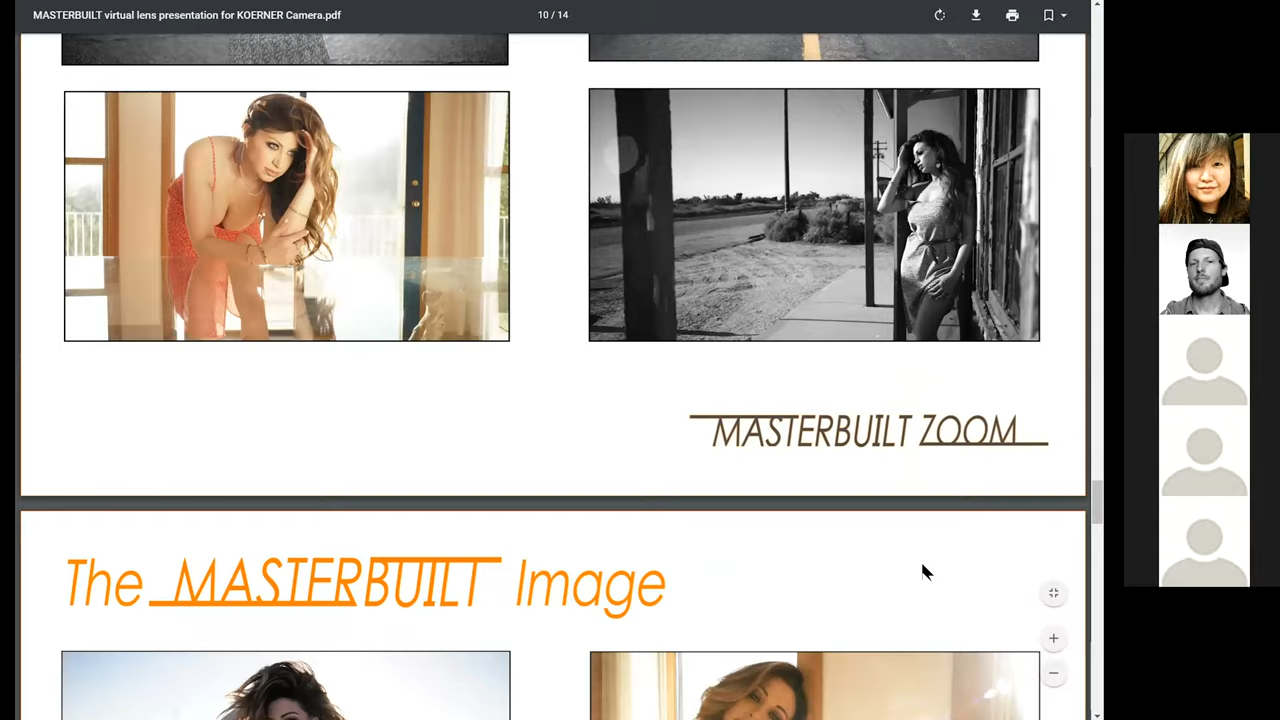 MASTERBUILT virtual lens presentation for KOERNER Camera.pdf
10 / 14
MASTERBUILT ZOOM
The MASTERBUILT Image